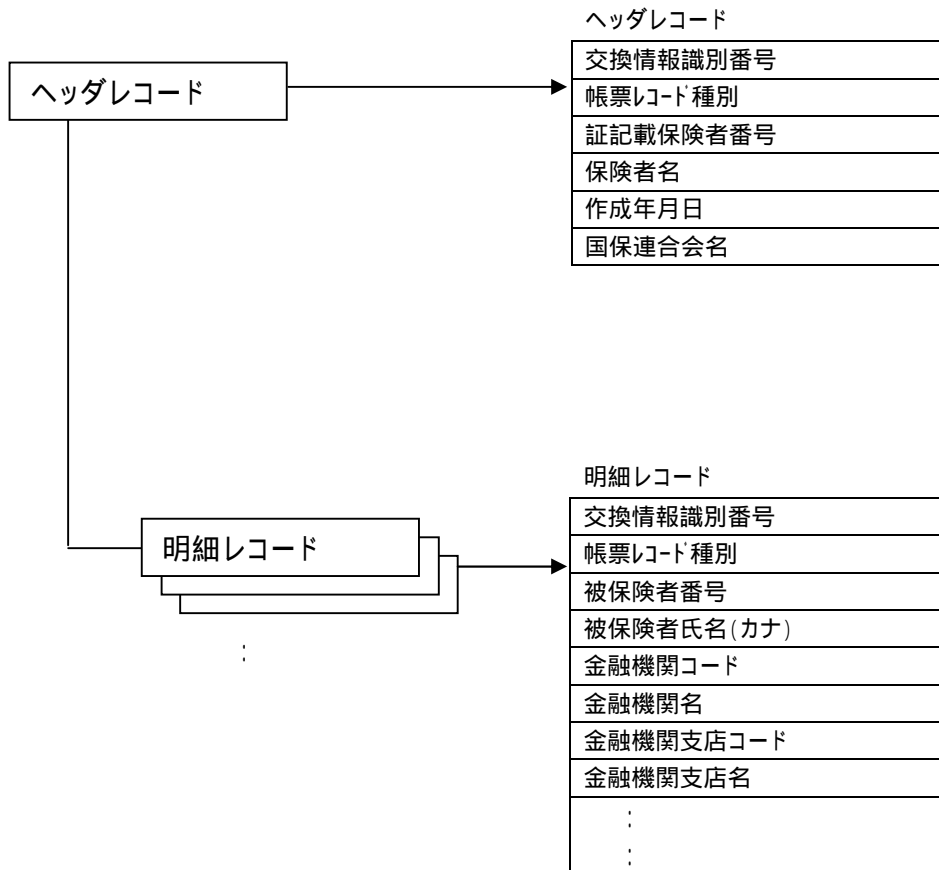 ヘッダレコード
ヘッダレコード
交換情報識別番号
帳票ﾚｺｰﾄﾞ種別
証記載保険者番号
保険者名
作成年月日
国保連合会名
明細レコード
明細レコード
交換情報識別番号
帳票ﾚｺｰﾄﾞ種別
被保険者番号
被保険者氏名(カナ)
金融機関コード
金融機関名
金融機関支店コード
金融機関支店名
:
:
: